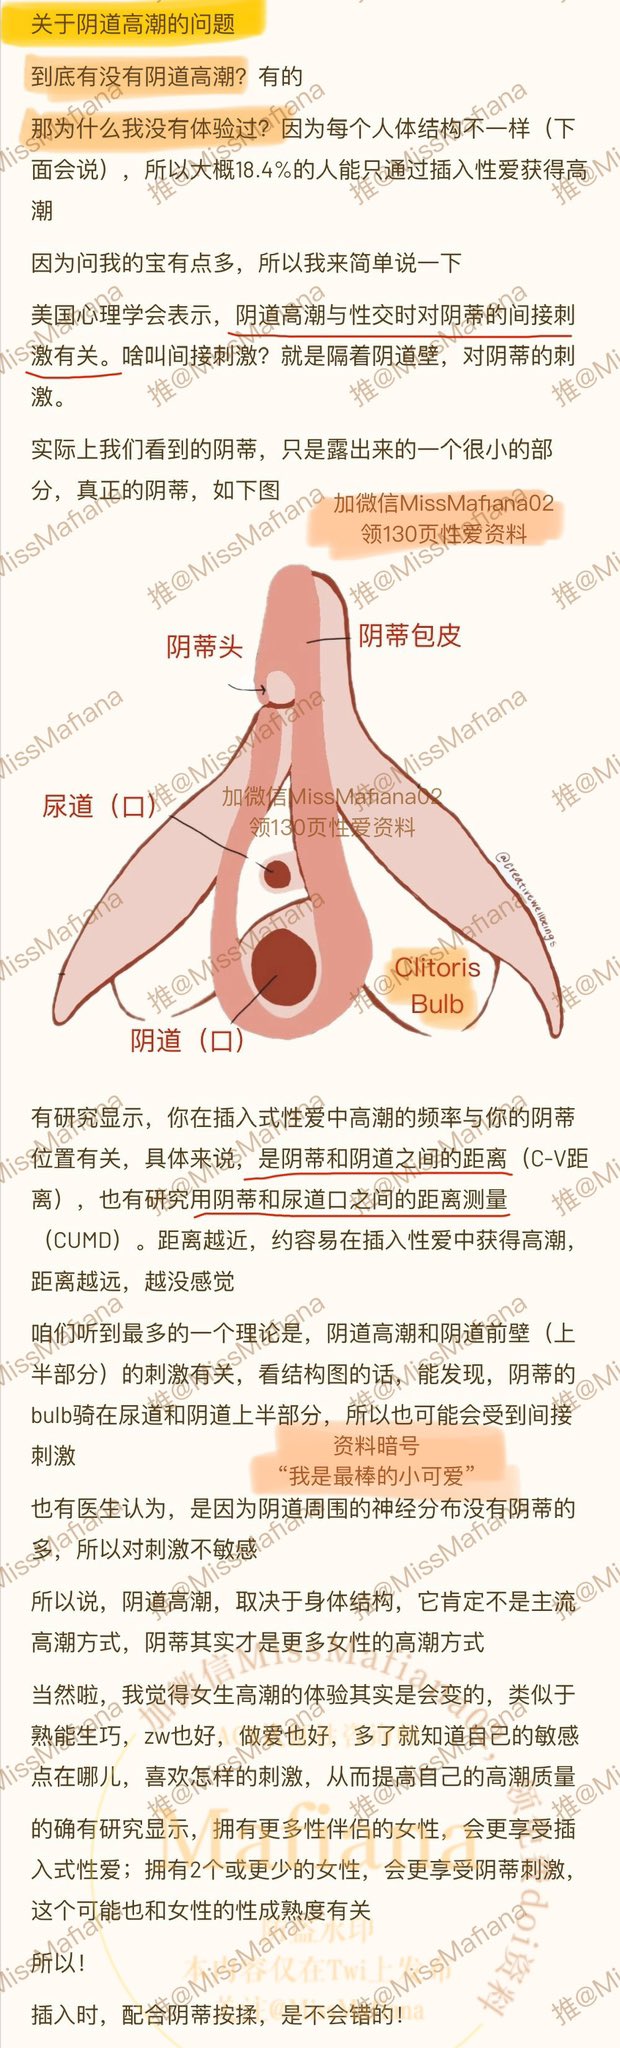 关于阴道高潮的问题
到底有没有阴道高潮？有的
那为什么我没有体验过？因为每个人体结构不一样（下
面会说），所以大概18.4%的人能只通过插入性爱获得高
潮
因为问我的宝有点多，所以我来简单说一下
美国心理学会表示，阴道高潮与性交时对阴蒂的间接刺
激有关。啥叫间接刺激？就是隔着阴道壁，对阴蒂的刺
激。
实际上我们看到的阴蒂，只是露出来的一个很小的部
分，真正的阴蒂，如下图
加微信MissMafiana02
领130页性爱资料
阴蒂头
阴蒂包皮
尿道（口）
加微信MissMafiana02
领130页性爱资料
@creativewellbeings
Clitoris
Bulb
阴道（口）
有研究显示，你在插入式性爱中高潮的频率与你的阴蒂
位置有关，具体来说，是阴蒂和阴道之间的距离（C-V距
离），也有研究用阴蒂和尿道口之间的距离测量
（CUMD）。距离越近，约容易在插入性爱中获得高潮，
距离越远，越没感觉
咱们听到最多的一个理论是，阴道高潮和阴道前壁（上
半部分）的刺激有关，看结构图的话，能发现，阴蒂的
bulb骑在尿道和阴道上半部分，所以也可能会受到间接
刺激
资料暗号
“我是最棒的小可爱”
也有医生认为，是因为阴道周围的神经分布没有阴蒂的
多，所以对刺激不敏感
所以说，阴道高潮，取决于身体结构，它肯定不是主流
高潮方式，阴蒂其实才是更多女性的高潮方式
当然啦，我觉得女生高潮的体验其实是会变的，类似于
熟能生巧，zw也好，做爱也好，多了就知道自己的敏感
点在哪儿，喜欢怎样的刺激，从而提高自己的高潮质量
的确有研究显示，拥有更多性伴侣的女性，会更享受插
入式性爱；拥有2个或更少的女性，会更享受阴蒂刺激，
这个可能也和女性的性成熟度有关
所以！
插入时，配合阴蒂按揉，是不会错的！
推@MissMafiana
Mafiana
本内容仅在Twi上发布